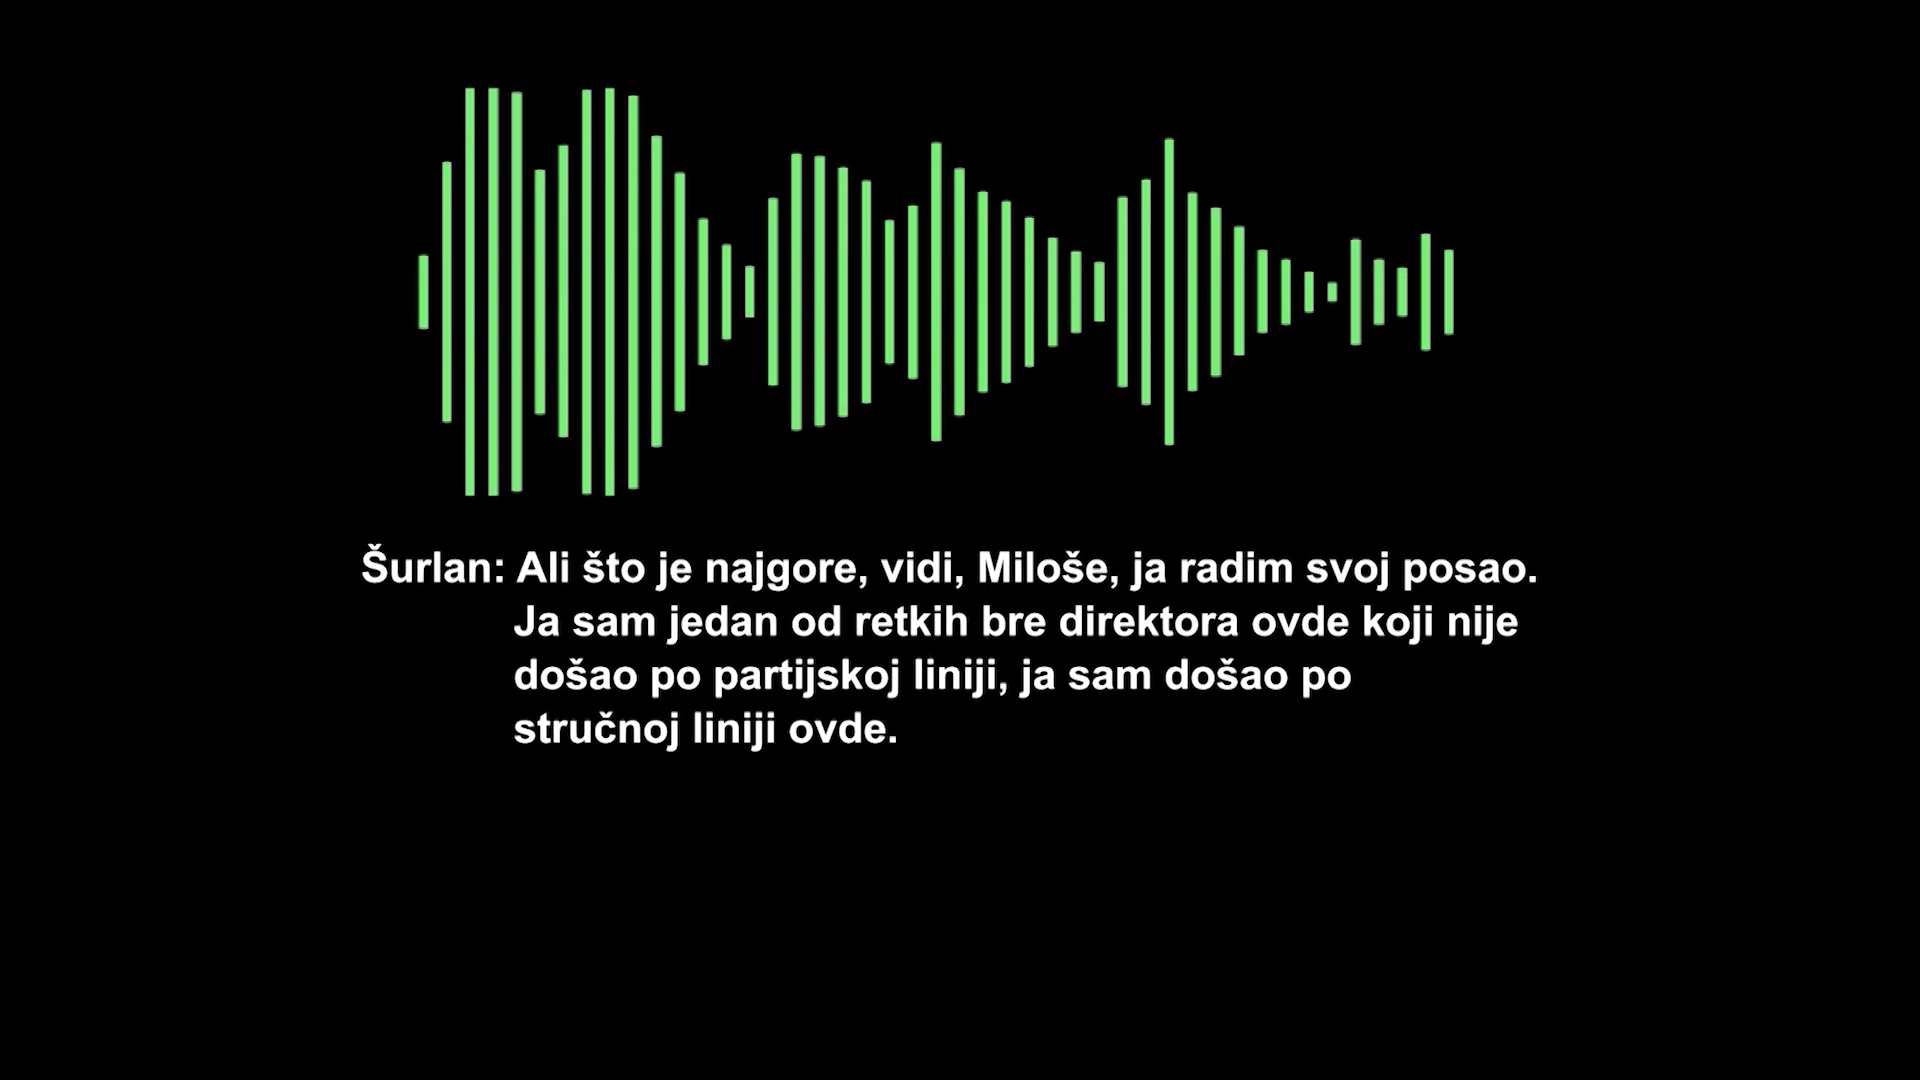 Šurlan: Ali što je najgore, vidi, Miloše, ja radim svoj posao.
Ja sam jedan od retkih bre direktora ovde koji nije
došao po partijskoj liniji, ja sam došao po
stručnoj liniji ovde.